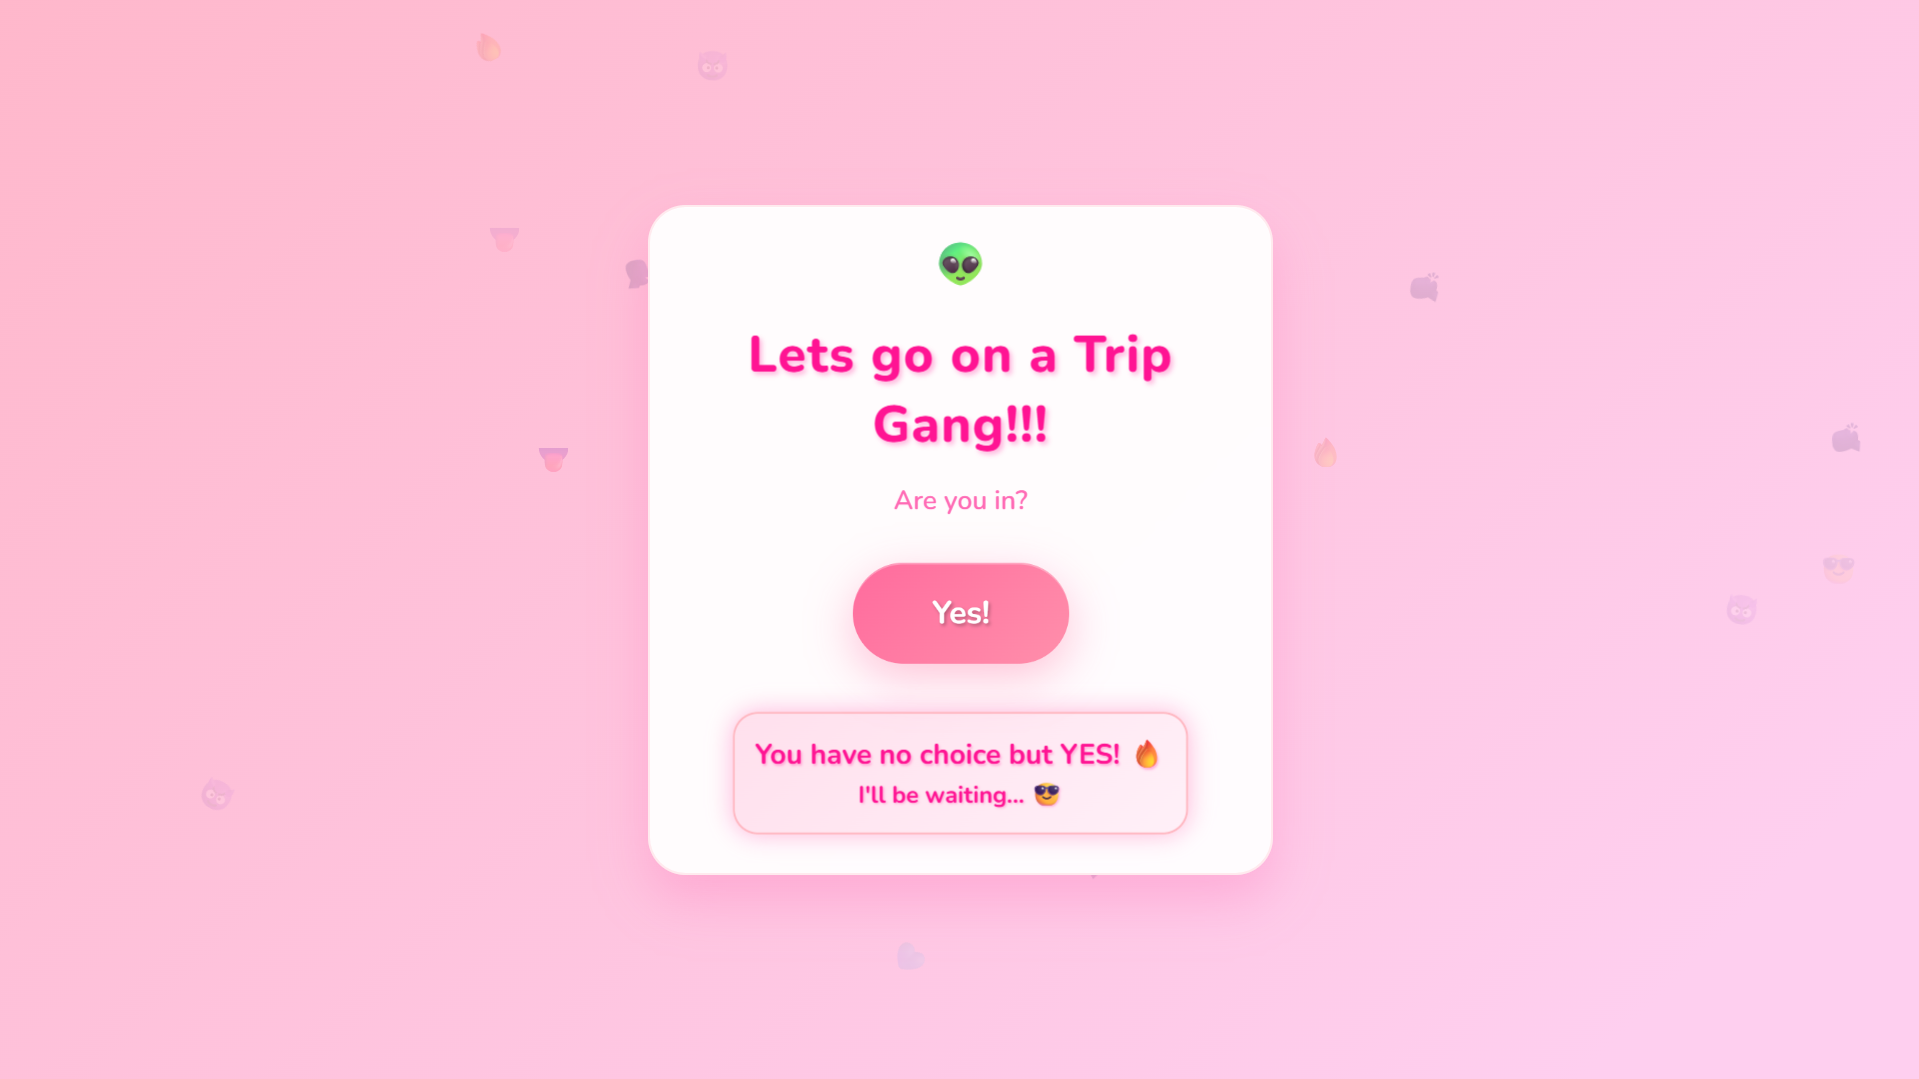 Lets go on a Trip
Gang!!!
Are you in?
Yes!
You have no choice but YES! 🔥
I'll be waiting... 😎